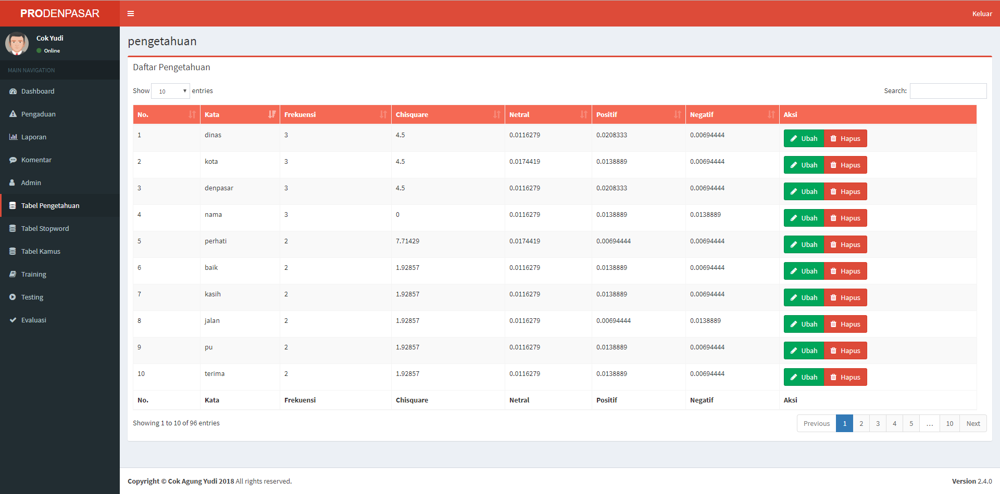 PRODENPASAR
Keluar
Cok Yudi
Online
MAIN NAVIGATION
Dashboard
Pengaduan
Laporan
Komentar
Admin
Tabel Pengetahuan
Tabel Stopword
Tabel Kamus
Training
Testing
Evaluasi
pengetahuan
Daftar Pengetahuan
Show 10 entries
Search:
No. Kata Frekuensi Chisquare Netral Positif Negatif Aksi
1 dinas 3 4.5 0.0116279 0.0208333 0.00694444 Ubah Hapus
2 kota 3 4.5 0.0174419 0.0138889 0.00694444 Ubah Hapus
3 denpasar 3 4.5 0.0116279 0.0208333 0.00694444 Ubah Hapus
4 nama 3 0 0.0116279 0.0138889 0.0138889 Ubah Hapus
5 perhati 2 7.71429 0.0174419 0.00694444 0.00694444 Ubah Hapus
6 baik 2 1.92857 0.0116279 0.0138889 0.00694444 Ubah Hapus
7 kasih 2 1.92857 0.0116279 0.0138889 0.00694444 Ubah Hapus
8 jalan 2 1.92857 0.0116279 0.00694444 0.0138889 Ubah Hapus
9 pu 2 1.92857 0.0116279 0.0138889 0.00694444 Ubah Hapus
10 terima 2 1.92857 0.0116279 0.0138889 0.00694444 Ubah Hapus
No. Kata Frekuensi Chisquare Netral Positif Negatif Aksi
Showing 1 to 10 of 96 entries
Previous 1 2 3 4 5 … 10 Next
Copyright © Cok Agung Yudi 2018 All rights reserved.
Version 2.4.0